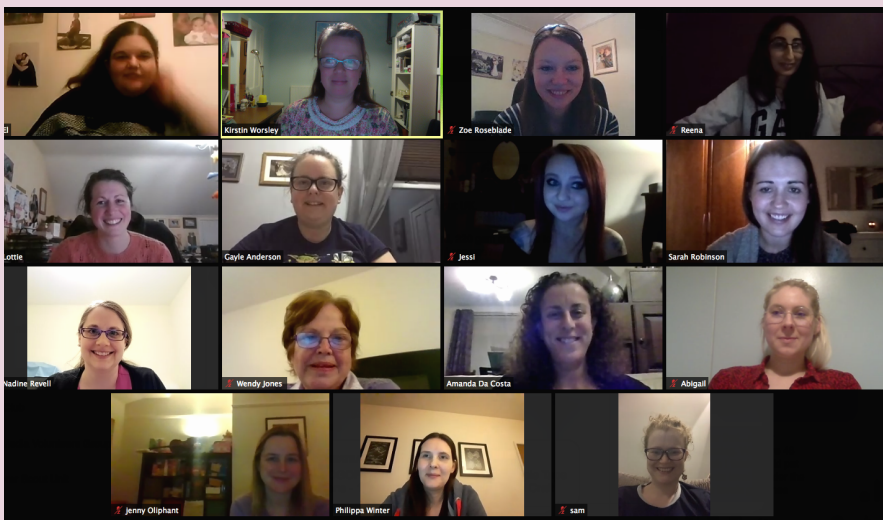 El
Kirstin Worsley
Zoe Roseblade
Reena
GA
Lottie
Gayle Anderson
Jessi
Sarah Robinson
Nadine Revell
Wendy Jones
Amanda Da Costa
Abigail
Jenny Oliphant
Philippa Winter
sam